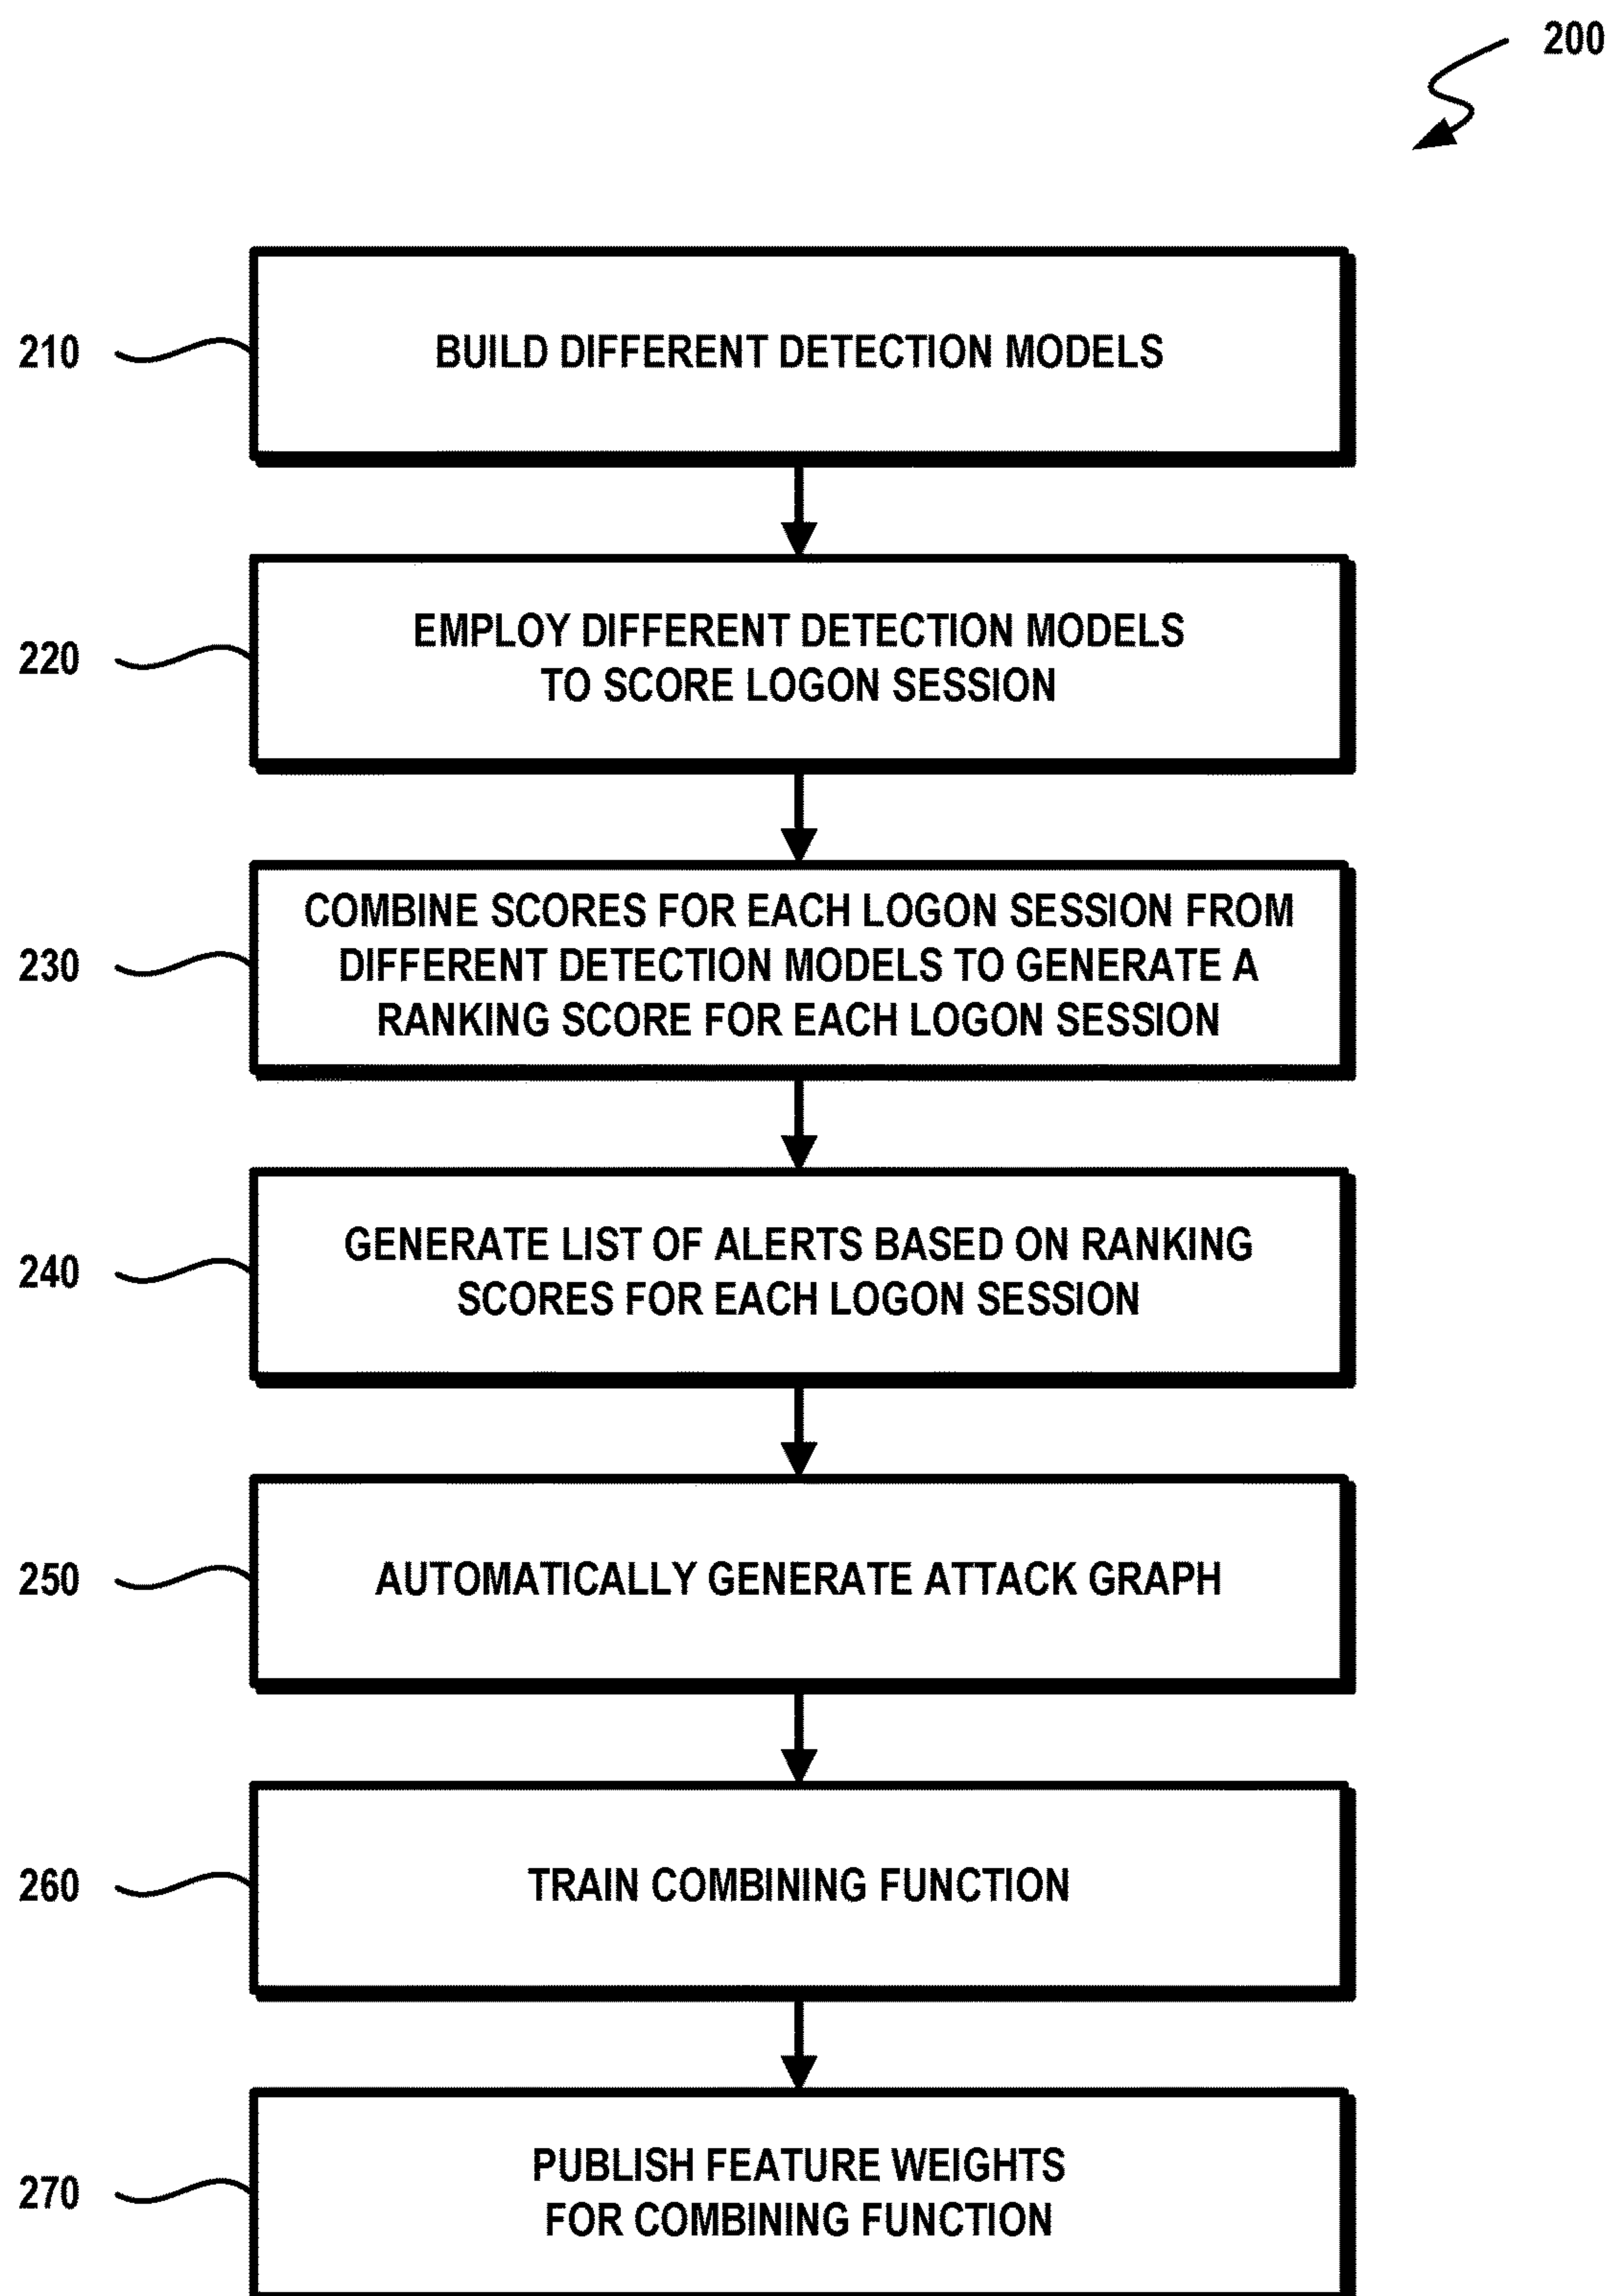 200
210
BUILD DIFFERENT DETECTION MODELS
220
EMPLOY DIFFERENT DETECTION MODELS
TO SCORE LOGON SESSION
230
COMBINE SCORES FOR EACH LOGON SESSION FROM
DIFFERENT DETECTION MODELS TO GENERATE A
RANKING SCORE FOR EACH LOGON SESSION
240
GENERATE LIST OF ALERTS BASED ON RANKING
SCORES FOR EACH LOGON SESSION
250
AUTOMATICALLY GENERATE ATTACK GRAPH
260
TRAIN COMBINING FUNCTION
270
PUBLISH FEATURE WEIGHTS
FOR COMBINING FUNCTION